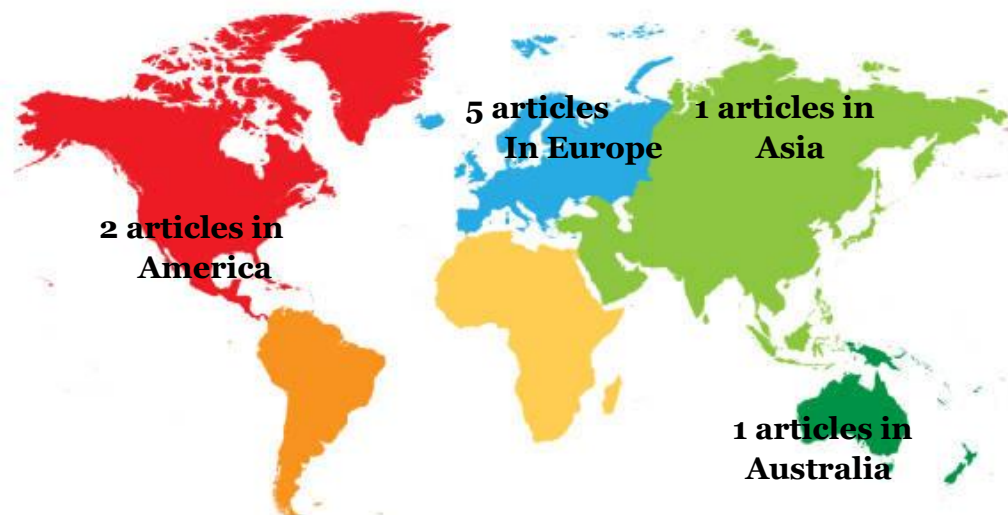 5 articles
In Europe
1 articles in
Asia
2 articles in
America
1 articles in
Australia